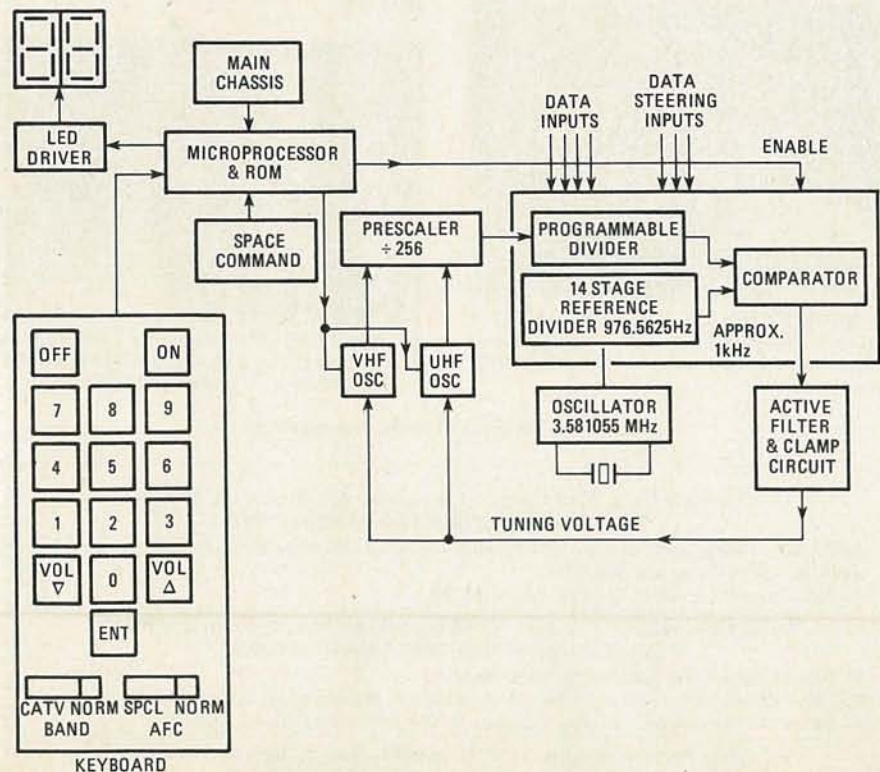 MAIN
CHASSIS
LED
DRIVER
MICROPROCESSOR
& ROM
SPACE
COMMAND
DATA
INPUTS
DATA
STEERING
INPUTS
ENABLE
PRESCALER
÷ 256
PROGRAMMABLE
DIVIDER
14 STAGE
REFERENCE
DIVIDER 976.5625Hz
COMPARATOR
APPROX.
1kHz
VHF
OSC.
UHF
OSC
OSCILLATOR
3.581055 MHz
ACTIVE
FILTER
& CLAMP
CIRCUIT
TUNING VOLTAGE
OFF
ON
7 8 9
4 5 6
1 2 3
VOL
▽
0
VOL
△
ENT
CATV NORM
BAND
SPCL NORM
AFC
KEYBOARD